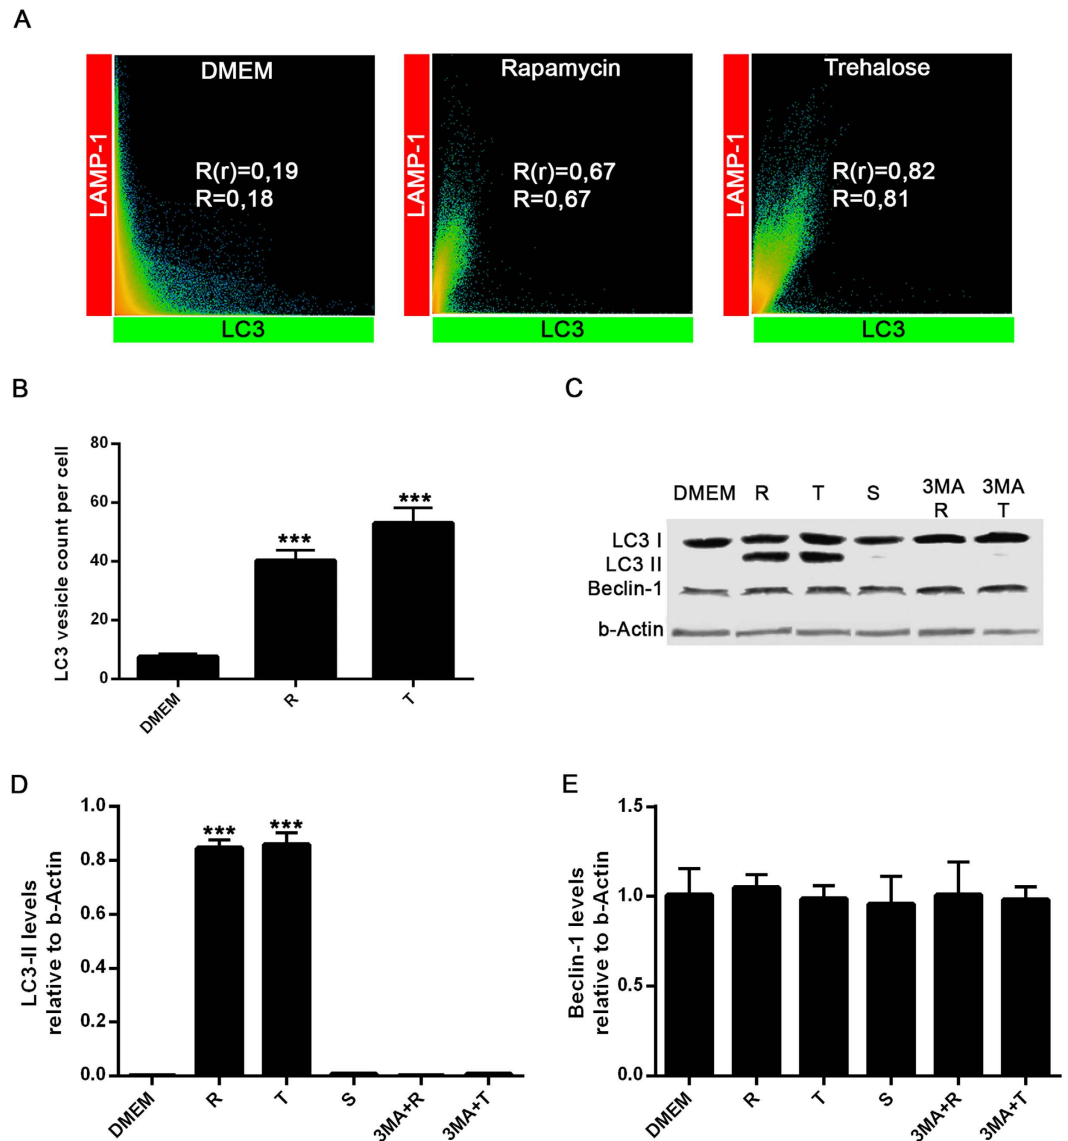 A
DMEM
R(r)=0,19
R=0,18
LAMP-1
LC3
Rapamycin
R(r)=0,67
R=0,67
LAMP-1
LC3
Trehalose
R(r)=0,82
R=0,81
LAMP-1
LC3
B
LC3 vesicle count per cell
80
60
40
20
0
***
***
DMEM
R
T
C
DMEM R T S 3MA 3MA
R T
LC3 I
LC3 II
Beclin-1
b-Actin
D
LC3-II levels
relative to b-Actin
1.0
0.8
0.6
0.4
0.2
0.0
***
***
DMEM
R
T
S
3MA+R
3MA+T
E
Beclin-1 levels
relative to b-Actin
1.5
1.0
0.5
0.0
DMEM
R
T
S
3MA+R
3MA+T